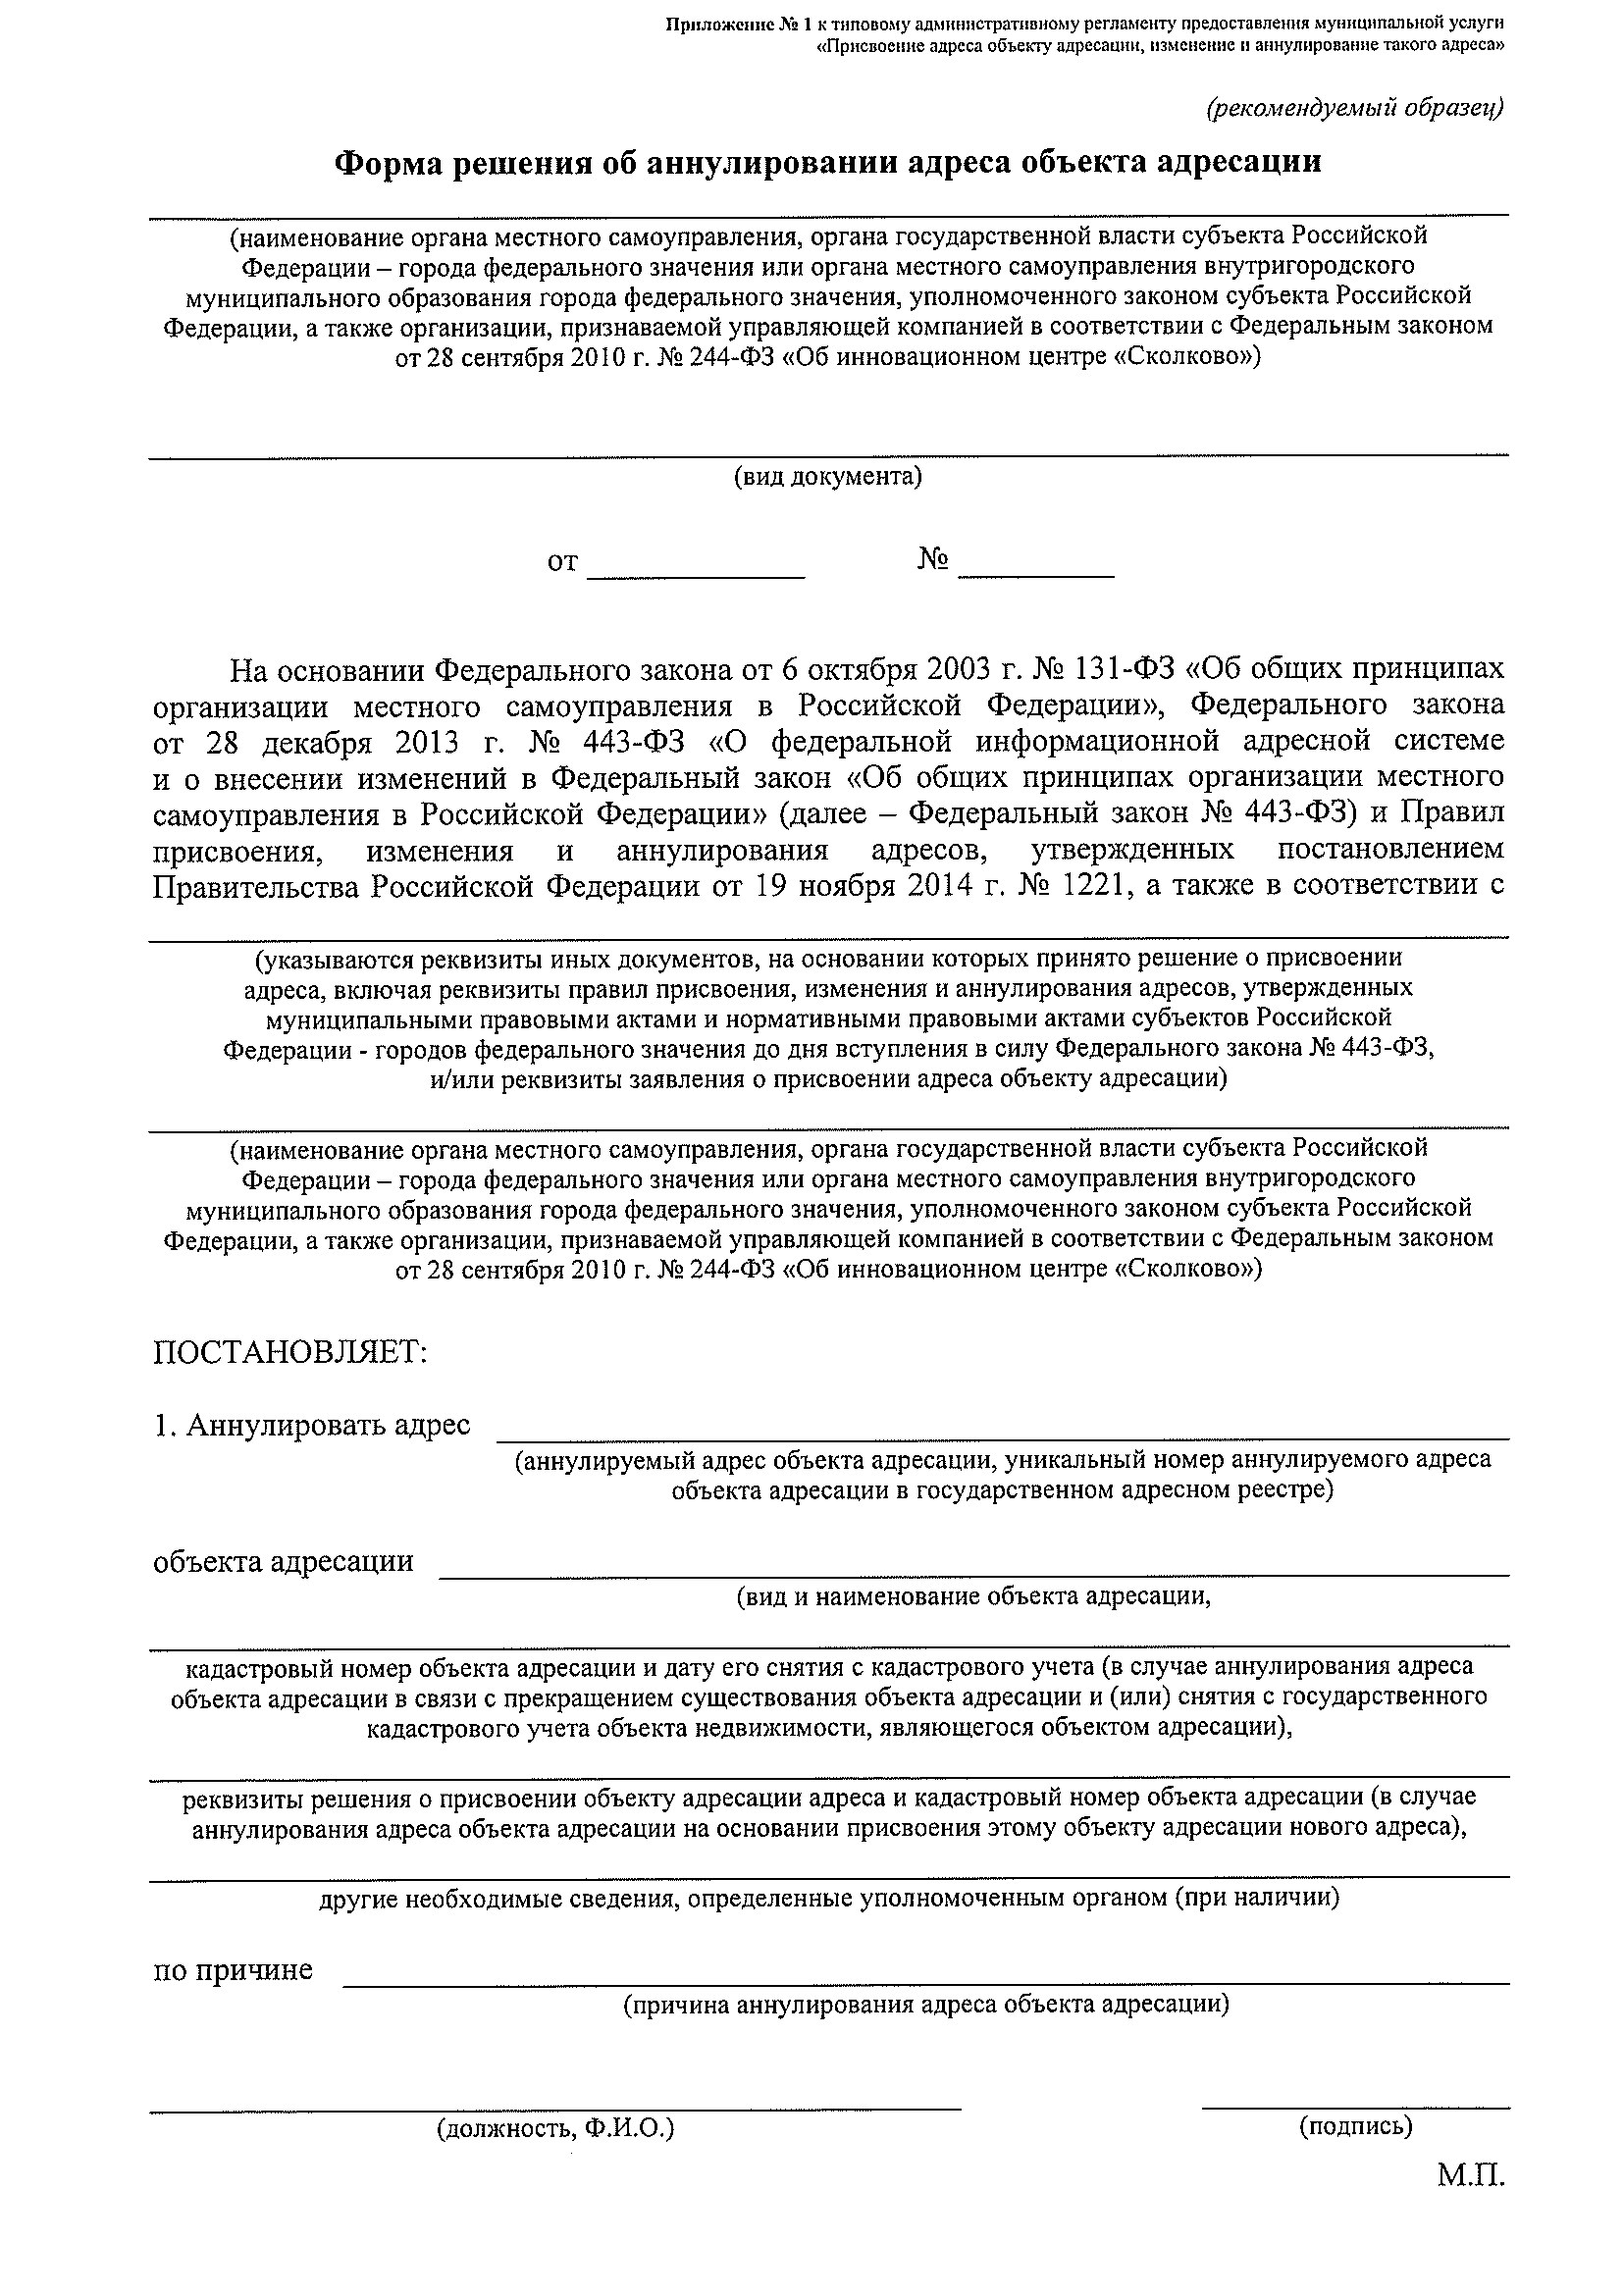 Приложение № 1 к типовому административному регламенту предоставления муниципальной услуги
«Присвоение адреса объекту адресации, изменение и аннулирование такого адреса»
(рекомендуемый образец)
Форма решения об аннулировании адреса объекта адресации
(наименование органа местного самоуправления, органа государственной власти субъекта Российской
Федерации – города федерального значения или органа местного самоуправления внутригородского
муниципального образования города федерального значения, уполномоченного законом субъекта Российской
Федерации, а также организации, признаваемой управляющей компанией в соответствии с Федеральным законом
от 28 сентября 2010 г. № 244-ФЗ «Об инновационном центре «Сколково»)
(вид документа)
от ____________ № ____________
На основании Федерального закона от 6 октября 2003 г. № 131-ФЗ «Об общих принципах
организации местного самоуправления в Российской Федерации», Федерального закона
от 28 декабря 2013 г. № 443-ФЗ «О федеральной информационной адресной системе
и о внесении изменений в Федеральный закон «Об общих принципах организации местного
самоуправления в Российской Федерации» (далее – Федеральный закон № 443-ФЗ) и Правил
присвоения, изменения и аннулирования адресов, утвержденных постановлением
Правительства Российской Федерации от 19 ноября 2014 г. № 1221, а также в соответствии с
(указываются реквизиты иных документов, на основании которых принято решение о присвоении
адреса, включая реквизиты правил присвоения, изменения и аннулирования адресов, утвержденных
муниципальными правовыми актами и нормативными правовыми актами субъектов Российской
Федерации - городов федерального значения до дня вступления в силу Федерального закона № 443-ФЗ,
и/или реквизиты заявления о присвоении адреса объекту адресации)
(наименование органа местного самоуправления, органа государственной власти субъекта Российской
Федерации – города федерального значения или органа местного самоуправления внутригородского
муниципального образования города федерального значения, уполномоченного законом субъекта Российской
Федерации, а также организации, признаваемой управляющей компанией в соответствии с Федеральным законом
от 28 сентября 2010 г. № 244-ФЗ «Об инновационном центре «Сколково»)
ПОСТАНОВЛЯЕТ:
1. Аннулировать адрес
(аннулируемый адрес объекта адресации, уникальный номер аннулируемого адреса
объекта адресации в государственном адресном реестре)
объекта адресации
(вид и наименование объекта адресации,
кадастровый номер объекта адресации и дату его снятия с кадастрового учета (в случае аннулирования адреса
объекта адресации в связи с прекращением существования объекта адресации и (или) снятия с государственного
кадастрового учета объекта недвижимости, являющегося объектом адресации),
реквизиты решения о присвоении объекту адресации адреса и кадастровый номер объекта адресации (в случае
аннулирования адреса объекта адресации на основании присвоения этому объекту адресации нового адреса),
другие необходимые сведения, определенные уполномоченным органом (при наличии)
по причине
(причина аннулирования адреса объекта адресации)
(должность, Ф.И.О.) (подпись)
М.П.